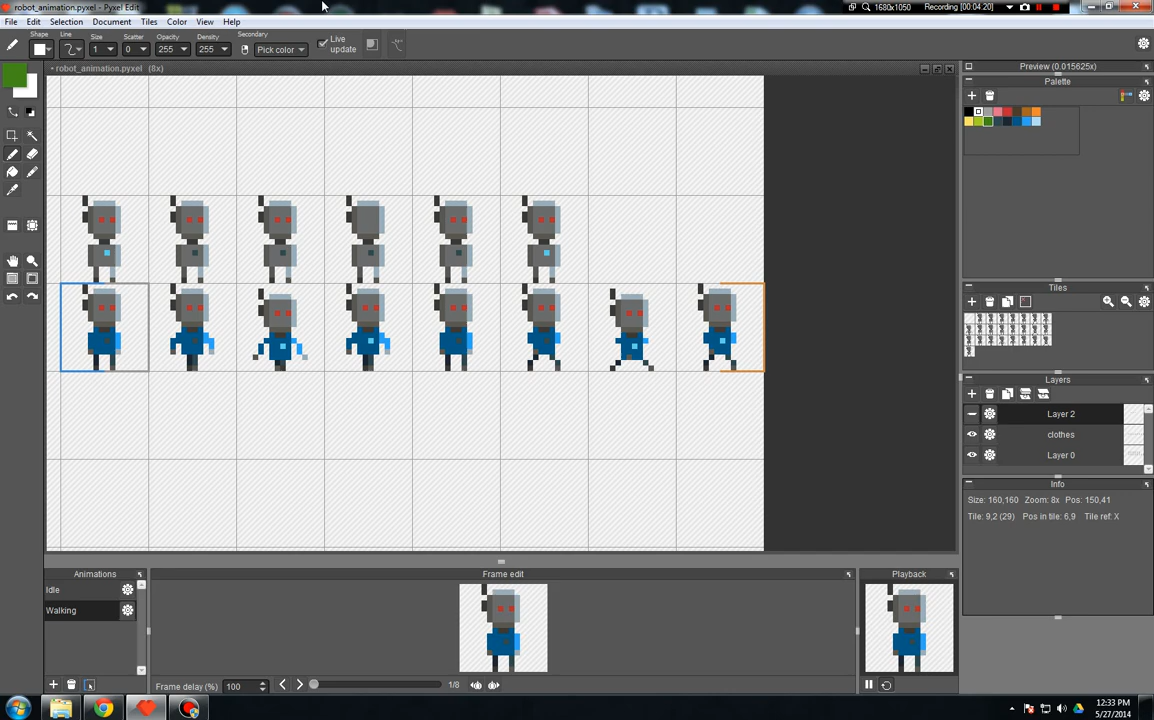 robot_animation.pyxel - Pyxel Edit
1680x1050
Recording [00:04:20]
File Edit Selection Document Tiles Color View Help
Shape Line Size Scatter Opacity Density Secondary
1 0 255 255 Pick color Live update
• robot_animation.pyxel (8x)
Preview (0.015625x)
Palette
Tiles
Layers
Layer 2
clothes
Layer 0
Info
Size: 160,160 Zoom: 8x Pos: 150,41
Tile: 9,2 (29) Pos in tile: 6,9 Tile ref: X
Animations
Idle
Walking
Frame edit
Playback
Frame delay (%) 100
1/8
12:33 PM
5/27/2014